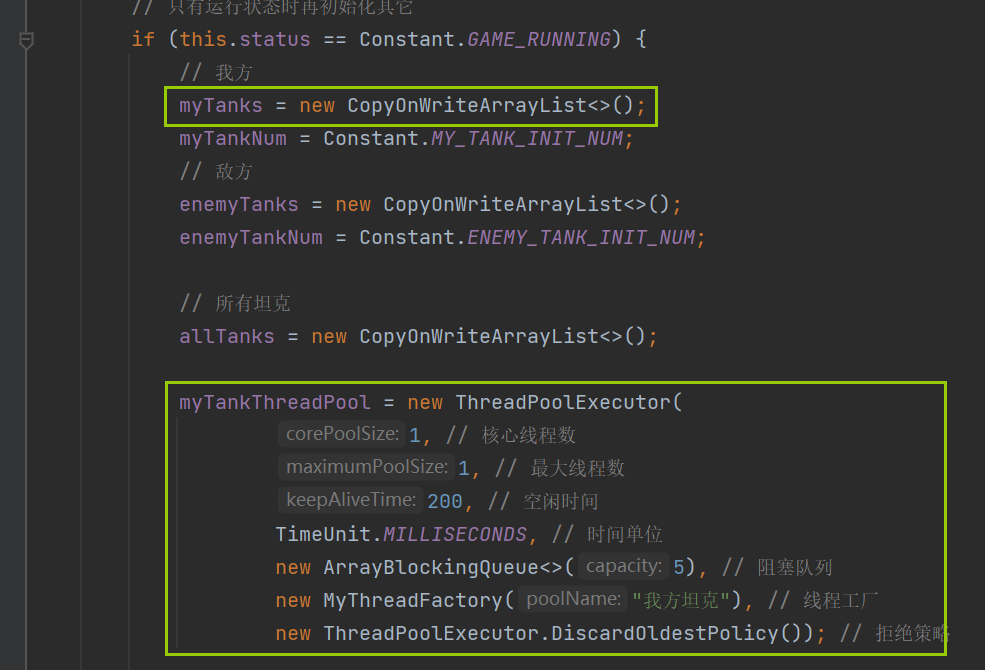 // 只有运行状态时再初始化其它
if (this.status == Constant.GAME_RUNNING) {
// 我方
myTanks = new CopyOnWriteArrayList<>();
myTankNum = Constant.MY_TANK_INIT_NUM;
// 敌方
enemyTanks = new CopyOnWriteArrayList<>();
enemyTankNum = Constant.ENEMY_TANK_INIT_NUM;
// 所有坦克
allTanks = new CopyOnWriteArrayList<>();
myTankThreadPool = new ThreadPoolExecutor(
corePoolSize: 1, // 核心线程数
maximumPoolSize: 1, // 最大线程数
keepAliveTime: 200, // 空闲时间
TimeUnit.MILLISECONDS, // 时间单位
new ArrayBlockingQueue<>( capacity: 5), // 阻塞队列
new MyThreadFactory( poolName: "我方坦克"), // 线程工厂
new ThreadPoolExecutor.DiscardOldestPolicy()); // 拒绝策略